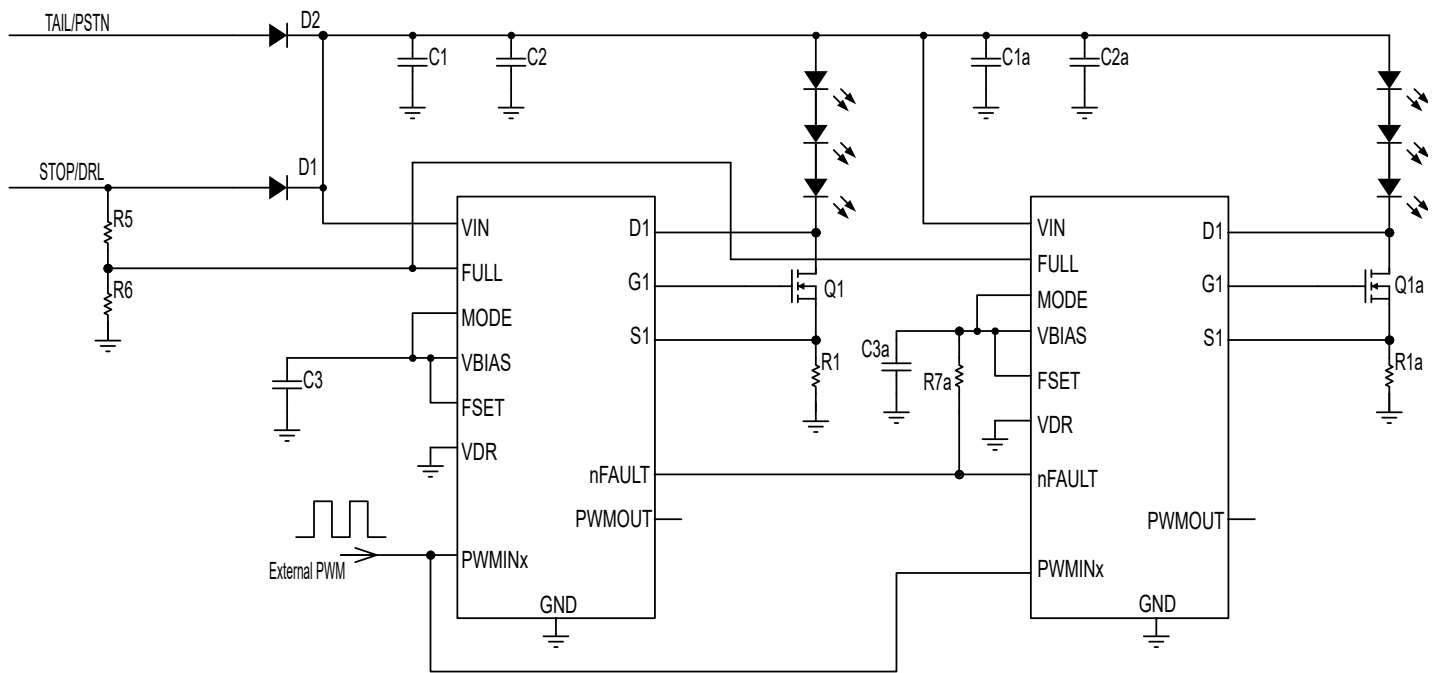 TAIL/PSTN
D2
C1
C2
C1a
C2a
STOP/DRL
D1
R5
R6
VIN
FULL
MODE
VBIAS
FSET
VDR
PWMINx
GND
D1
G1
S1
nFAULT
PWMOUT
Q1
R1
C3
External PWM
C3a
R7a
VIN
FULL
MODE
VBIAS
FSET
VDR
nFAULT
PWMINx
GND
D1
G1
S1
PWMOUT
Q1a
R1a